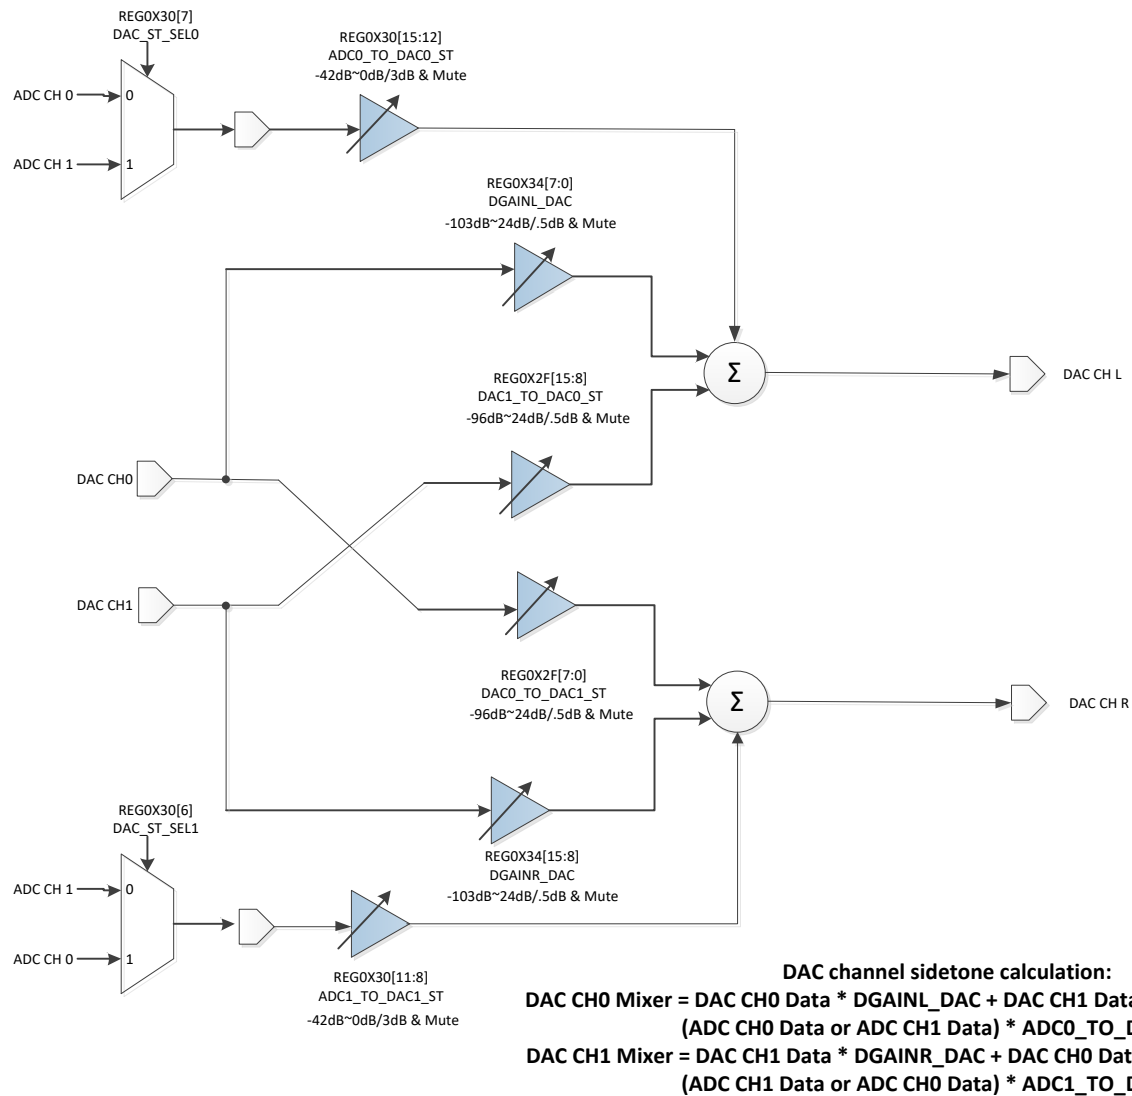 REG0X30[7]
DAC_ST_SEL0
REG0X30[15:12]
ADC0_TO_DAC0_ST
-42dB~0dB/3dB & Mute
ADC CH 0
0
ADC CH 1
1
REG0X34[7:0]
DGAINL_DAC
-103dB~24dB/.5dB & Mute
Σ
DAC CH L
REG0X2F[15:8]
DAC1_TO_DAC0_ST
-96dB~24dB/.5dB & Mute
DAC CH0
DAC CH1
REG0X2F[7:0]
DAC0_TO_DAC1_ST
-96dB~24dB/.5dB & Mute
Σ
DAC CH R
REG0X30[6]
DAC_ST_SEL1
REG0X34[15:8]
DGAINR_DAC
-103dB~24dB/.5dB & Mute
ADC CH 1
0
ADC CH 0
1
REG0X30[11:8]
ADC1_TO_DAC1_ST
-42dB~0dB/3dB & Mute
DAC channel sidetone calculation:
DAC CH0 Mixer = DAC CH0 Data * DGAINL_DAC + DAC CH1
(ADC CH0 Data or ADC CH1 Data) *
DAC CH1 Mixer = DAC CH1 Data * DGAINR_DAC + DAC CH0
(ADC CH1 Data or ADC CH0 Data) *